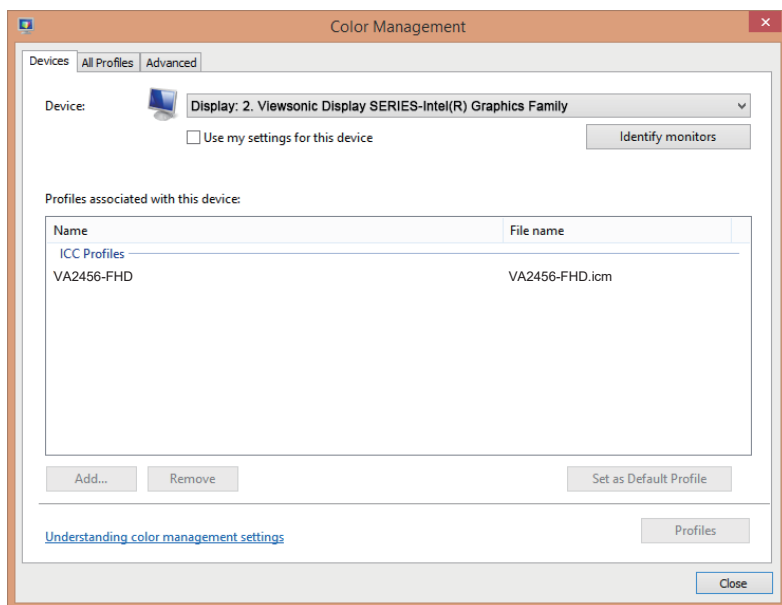 Color Management
Devices All Profiles Advanced
Device: Display: 2. Viewsonic Display SERIES-Intel(R) Graphics Family
Use my settings for this device Identify monitors
Profiles associated with this device:
Name File name
ICC Profiles
VA2456-FHD VA2456-FHD.icm
Add... Remove Set as Default Profile
Understanding color management settings Profiles
Close